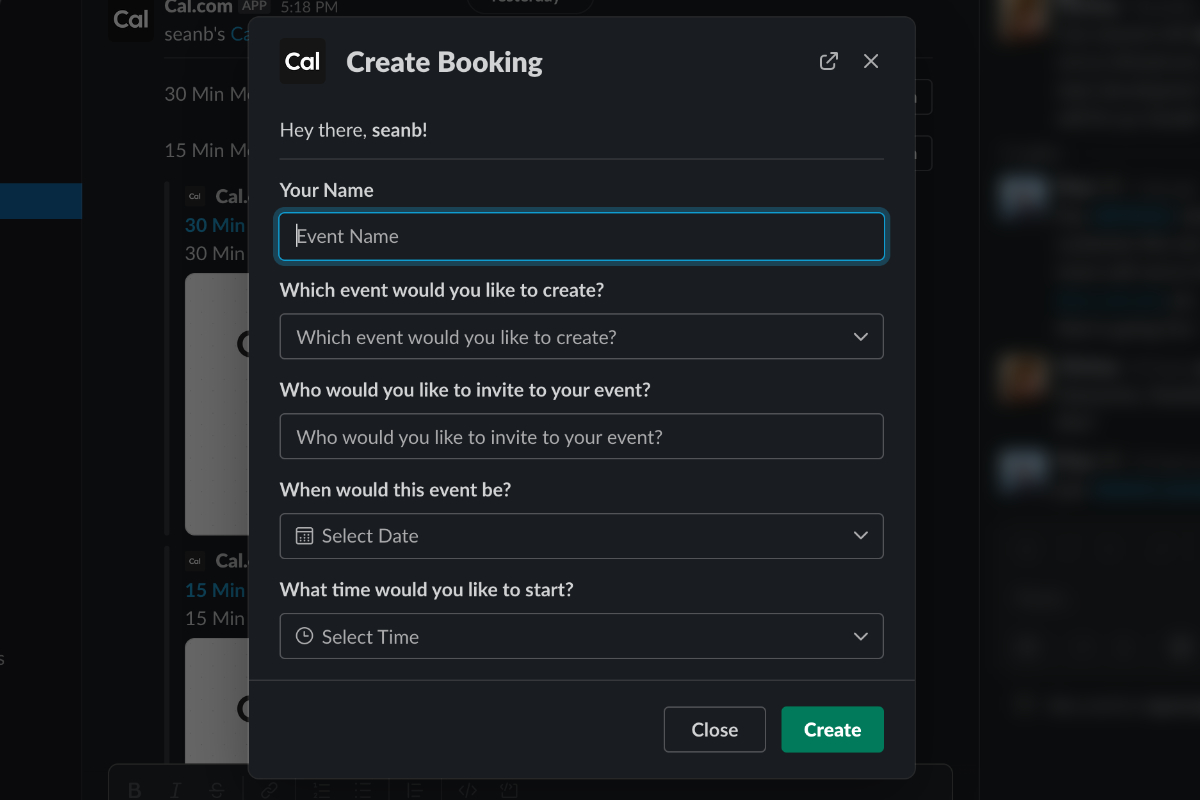 Cal.com APP 5:18 PM
Yesterday
Cal
seanb's
30 Min
15 Min
Cal
Cal.
30 Min
30 Min
Cal
Cal.
15 Min
15 Min
Cal
Create Booking
Hey there, seanb!
Your Name
Event Name
Which event would you like to create?
Which event would you like to create?
Who would you like to invite to your event?
Who would you like to invite to your event?
When would this event be?
Select Date
What time would you like to start?
Select Time
Close
Create